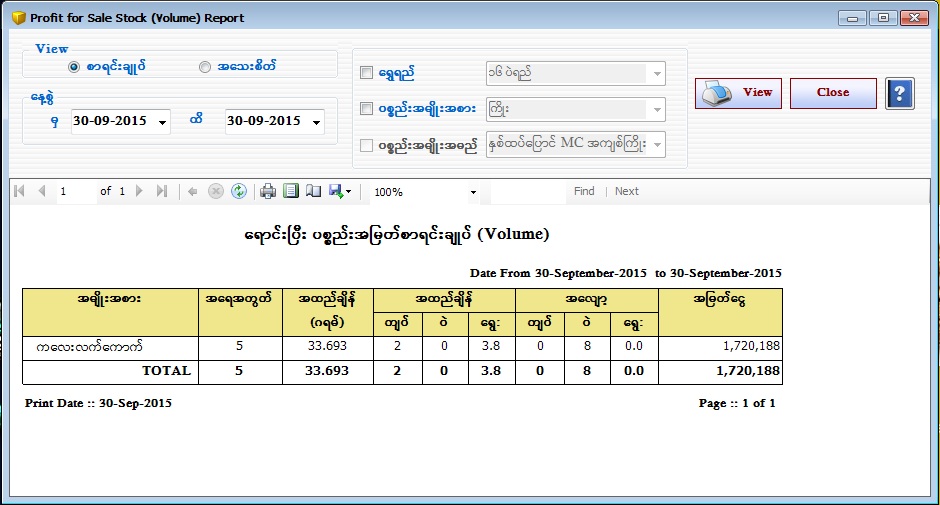 Profit for Sale Stock (Volume) Report
View
စာရင်းချုပ် အသေးစိတ်
နေ့စွဲ
မှ 30-09-2015 ထိ 30-09-2015
ရွှေရည် ၁၆ ပဲရည်
ပစ္စည်းအမျိုးအစား ကြိုး
ပစ္စည်းအမျိုးအမည် နှစ်ထပ်ပြောင် MC အကျစ်ကြိုး
View Close ?
1 of 1 100% Find | Next
ရောင်းပြီး ပစ္စည်းအမြတ်စာရင်းချုပ် (Volume)
Date From 30-September-2015 to 30-September-2015
အမျိုးအစား အရေအတွက် အထည်ချိန် အထည်ချိန် အလျော့ အမြတ်ငွေ
(ဂရမ်) ကျပ် ပဲ ရွေး ကျပ် ပဲ ရွေး
ကလေးလက်ကောက် 5 33.693 2 0 3.8 0 8 0.0 1,720,188
TOTAL 5 33.693 2 0 3.8 0 8 0.0 1,720,188
Print Date :: 30-Sep-2015 Page :: 1 of 1